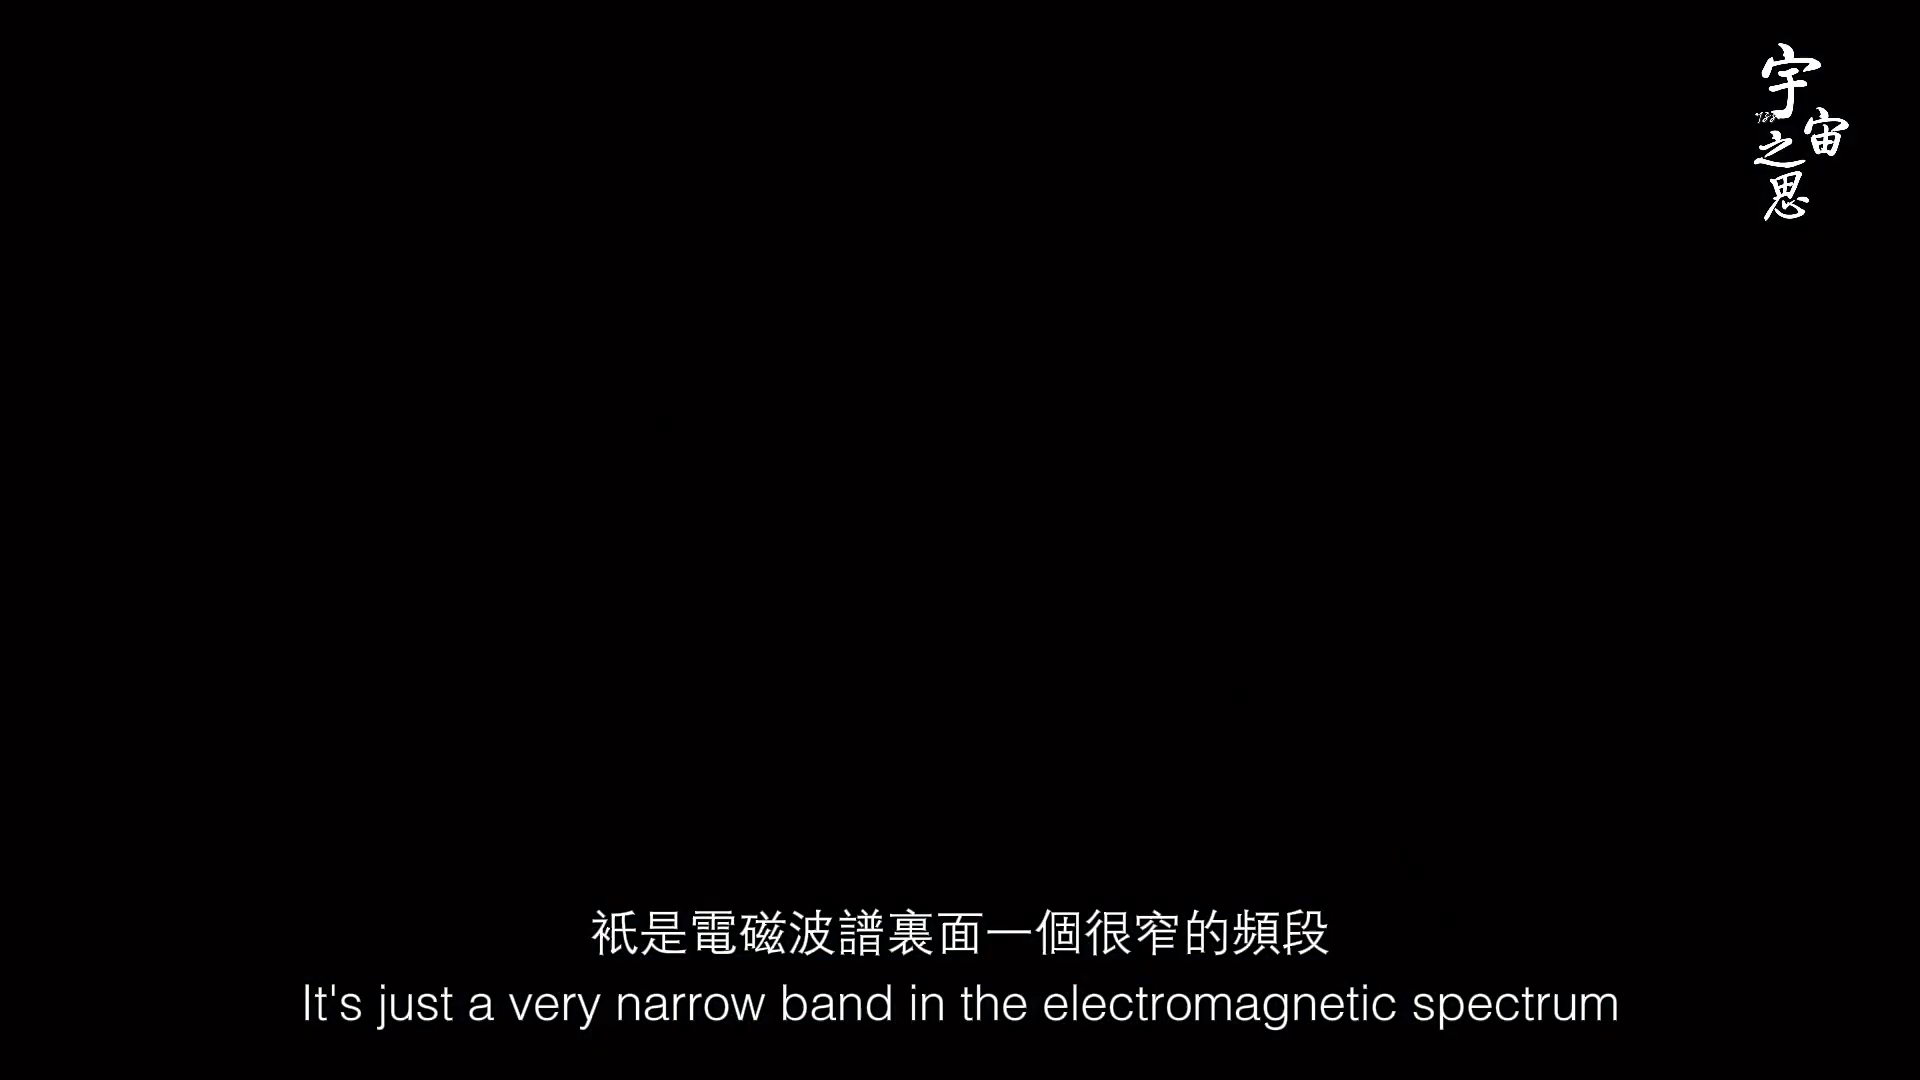 宇宙之思
衹是電磁波譜裏面一個很窄的頻段
It's just a very narrow band in the electromagnetic spectrum